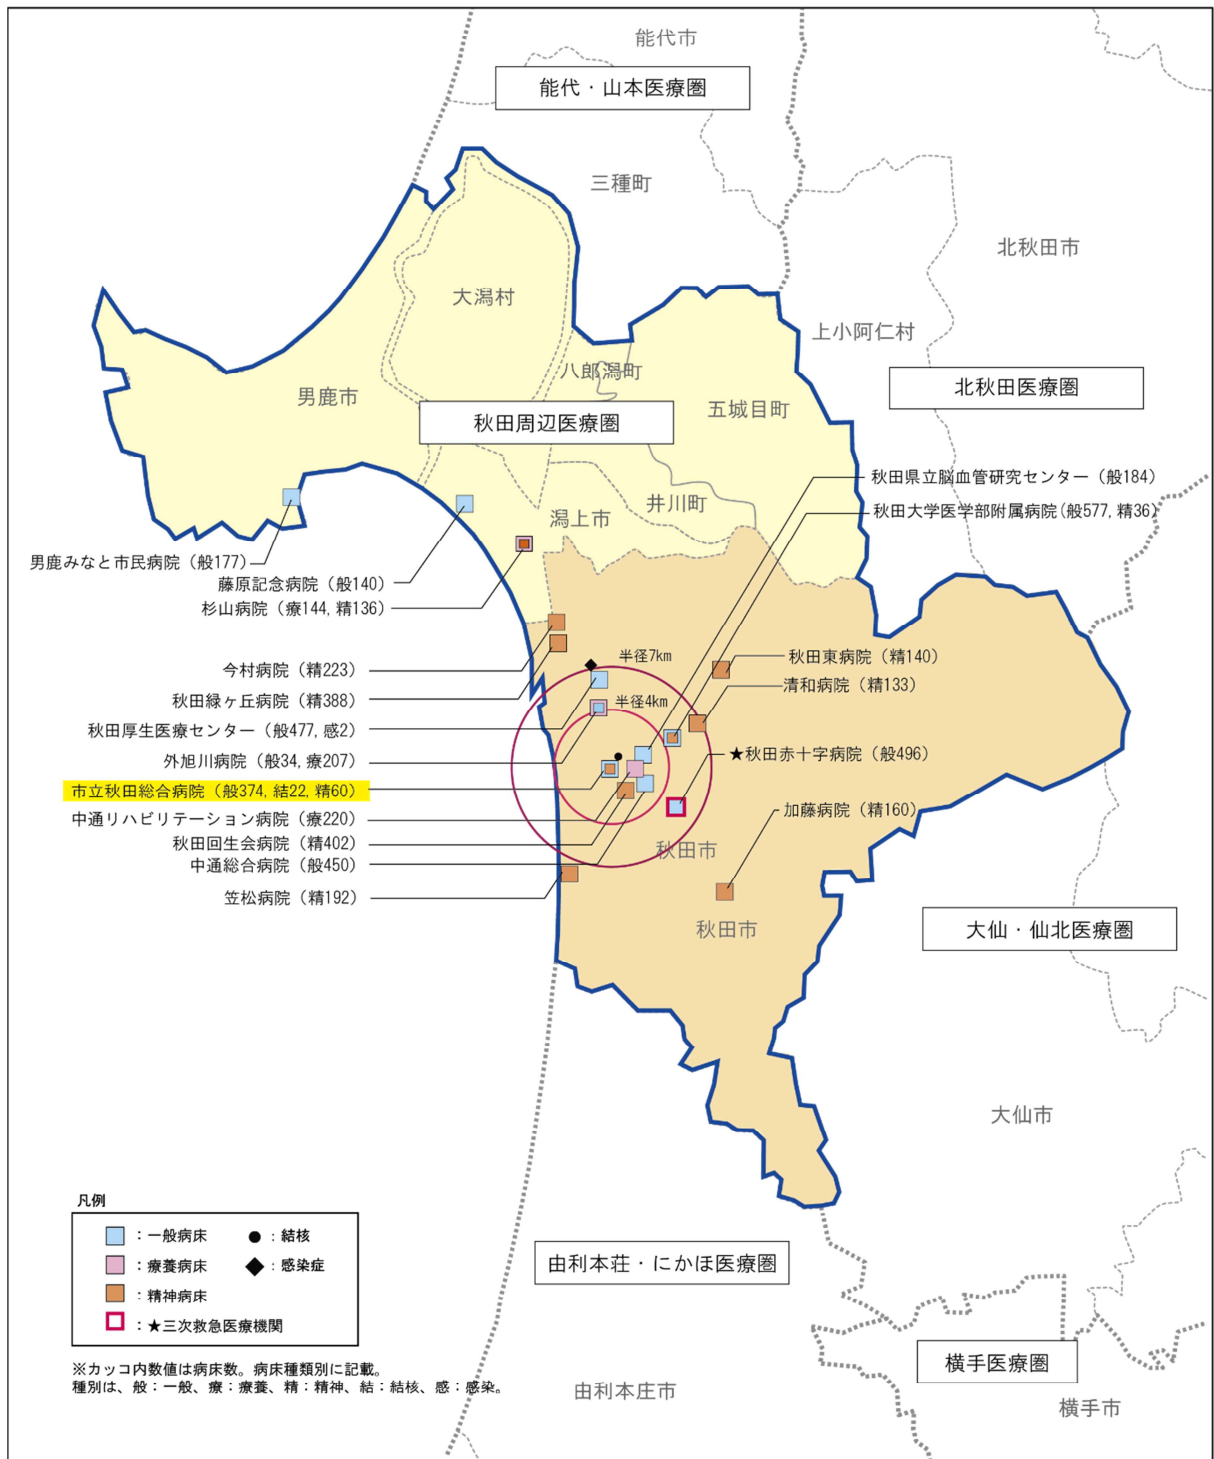 能代市
能代・山本医療圏
三種町
北秋田市
大潟村
上小阿仁村
八郎潟町
北秋田医療圏
男鹿市
五城目町
秋田周辺医療圏
秋田県立脳血管研究センター（般184）
井川町
秋田大学医学部附属病院(般577, 精36)
潟上市
男鹿みなと市民病院（般177）
藤原記念病院（般140）
杉山病院（療144, 精136）
半径7km
秋田東病院（精140）
今村病院（精223）
清和病院（精133）
秋田緑ヶ丘病院（精388）
半径4km
秋田厚生医療センター（般477, 感2）
★秋田赤十字病院（般496）
外旭川病院（般34, 療207）
市立秋田総合病院（般374, 結22, 精60）
加藤病院（精160）
中通リハビリテーション病院（療220）
秋田回生会病院（精402）
秋田市
中通総合病院（般450）
笠松病院（精192）
秋田市
大仙・仙北医療圏
大仙市
凡例
：一般病床
：結核
：療養病床
：感染症
：精神病床
：★三次救急医療機関
由利本荘・にかほ医療圏
横手医療圏
※カッコ内数値は病床数。病床種類別に記載。
種別は、般：一般、療：療養、精：精神、結：結核、感：感染。
由利本庄市
横手市